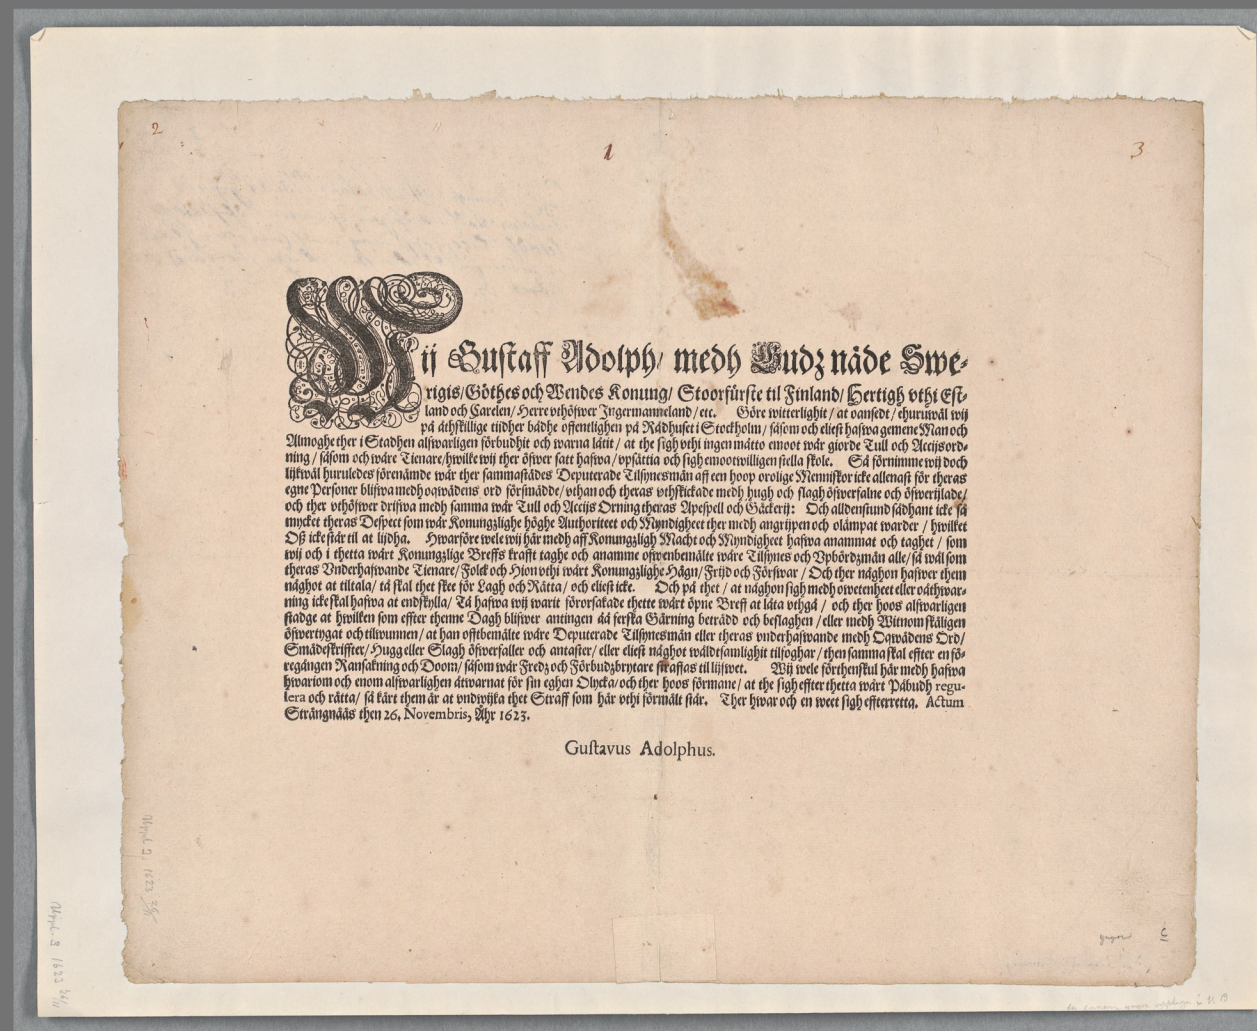 2
1
3
Wij Gustaff Adolph/ medh Gudz nåde Swe-
rigis/Göthes och Wendes Konung/ Stoorfürste til Finland/ Hertigh vthi Est-
land och Carelen/ Herre vthöfwer Ingermanneland/ etc. Göre witterlighit/ at oansedt/ ehuruwäl wij
på åthskillige tijdher bådhe offentlighen på Rådhuset i Stockholm/ såsom och eliest hafwa gemene Man och
Almoghe ther i Stadhen alfwarligen förbudhit och warna låtit/ at the sigh vthi ingen måtto emoot wår giorde Tull och Accijs ord-
ning/ såsom och wåre Tienare/hwilke wij ther öfwer satt hafwa/ vpsättia och sigh emootwilligen stella skole. Så förnimme wij doch
lijkwäl huruledes förenämde wår ther sammastädes Deputerade Tilsynesmän aff een hoop orolige Menniskor icke allenast för theras
egne Personer blifwa medh oqwädens ord försmädde/ vthan och theras vthskickade medh hugh och slagh öfwerfalne och öfwerijlade/
och ther vthöfwer drifwa medh samma wår Tull och Accijs Orning theras Apespell och Gäckerij: Och alldenstund sådhant icke så
mycket theras Despect som wår Konungzlighe höghe Authoritet och Myndigheet ther medh angrijpen och olämpat warder/ hwilket
Oß icke står til at lijdha. Hwarföre wele wij här medh aff Konungzligh Macht och Myndigheet hafwa anammat och taghet/ som
wij och i thetta wårt Konungzlige Breffs krafft taghe och anamme ofwenbemälte wåre Tilsynes och Vpbördzmän alle/ så wäl som
theras Vnderhafwande Tienare/ Folck och Hion vthi wårt Konungzlighe Hägn/ Frijd och Förswar/ Och ther någhon hafwer them
någhot at tiltala/ tå skal thet skee för Lagh och Rätta/ och eliest icke. Och på thet/ at någhon sigh medh owetenheet eller oåthwar-
ning icke skal hafwa at endskylla/ Tå hafwa wij warit förorsakade thette wårt öpne Breff at låta vthgå/ och ther hoos alfwarligen
stadge at hwilken som effter thenne Dagh blifwer antingen åå ferska Gärning beträdd och beslaghen/ eller medh Witnom skäligen
öfwertygat och tilwunnen/ at han offtbemälte wåre Deputerade Tilsynesmän eller theras vnderhafwande medh Oqwädens Ord/
Smädeskriffter/ Hugg eller Slagh öfwerfaller och antaster/ eller eliest någhot wåldtsamlighit tilfoghar/ then samma skal effter en fö-
regången Ransakning och Doom/ såsom wår Fredz och Förbudzbrytare straffas til lijfwet. Wij wele förthenskul här medh hafwa
hwariom och enom alfwarlighen åtwarnat för sin eghen Olycka/ och ther hoos förmane/ at the sigh effter thetta wårt Påbudh regu-
lera och rätta/ så kärt them är at vndwijka thet Straff som här vthi förmält står. Ther hwar och en weet sigh effterretta. Actum
Strängnääs then 26. Novembris, Åhr 1623.
Gustavus Adolphus.